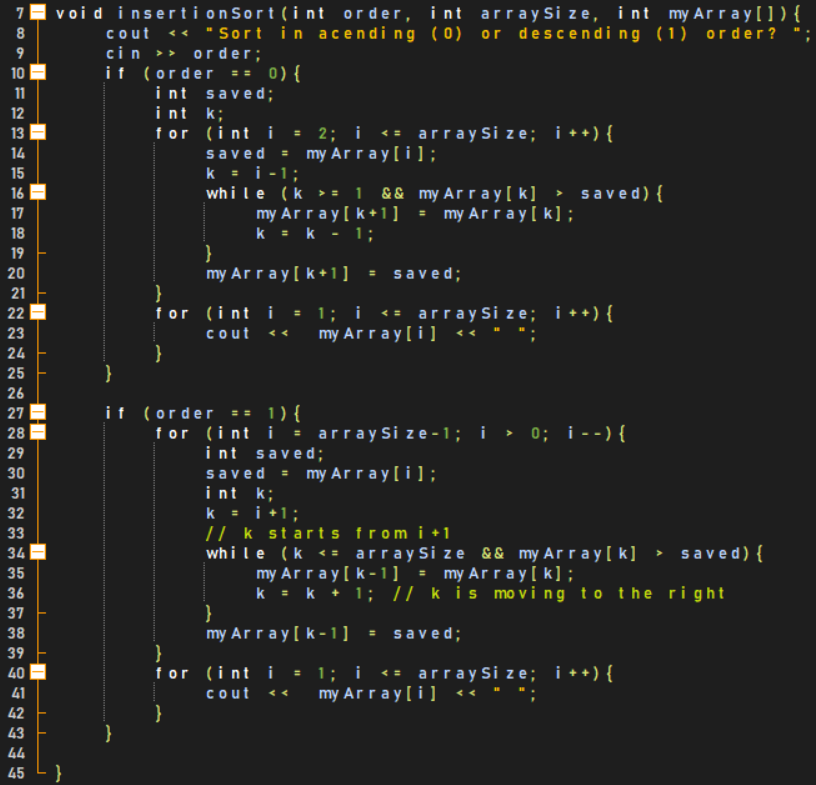 7 void insertionSort(int order, int arraySize, int myArray[]){
8 cout << "Sort in acending (0) or descending (1) order? ";
9 cin >> order;
10 if (order == 0){
11 int saved;
12 int k;
13 for (int i = 2; i <= arraySize; i++){
14 saved = myArray[i];
15 k = i-1;
16 while (k >= 1 && myArray[k] > saved){
17 myArray[k+1] = myArray[k];
18 k = k - 1;
19 }
20 myArray[k+1] = saved;
21 }
22 for (int i = 1; i <= arraySize; i++){
23 cout << myArray[i] << " ";
24 }
25 }
26
27 if (order == 1){
28 for (int i = arraySize-1; i > 0; i--){
29 int saved;
30 saved = myArray[i];
31 int k;
32 k = i+1;
33 // k starts from i+1
34 while (k <= arraySize && myArray[k] > saved){
35 myArray[k-1] = myArray[k];
36 k = k + 1; // k is moving to the right
37 }
38 myArray[k-1] = saved;
39 }
40 for (int i = 1; i <= arraySize; i++){
41 cout << myArray[i] << " ";
42 }
43 }
44
45 }